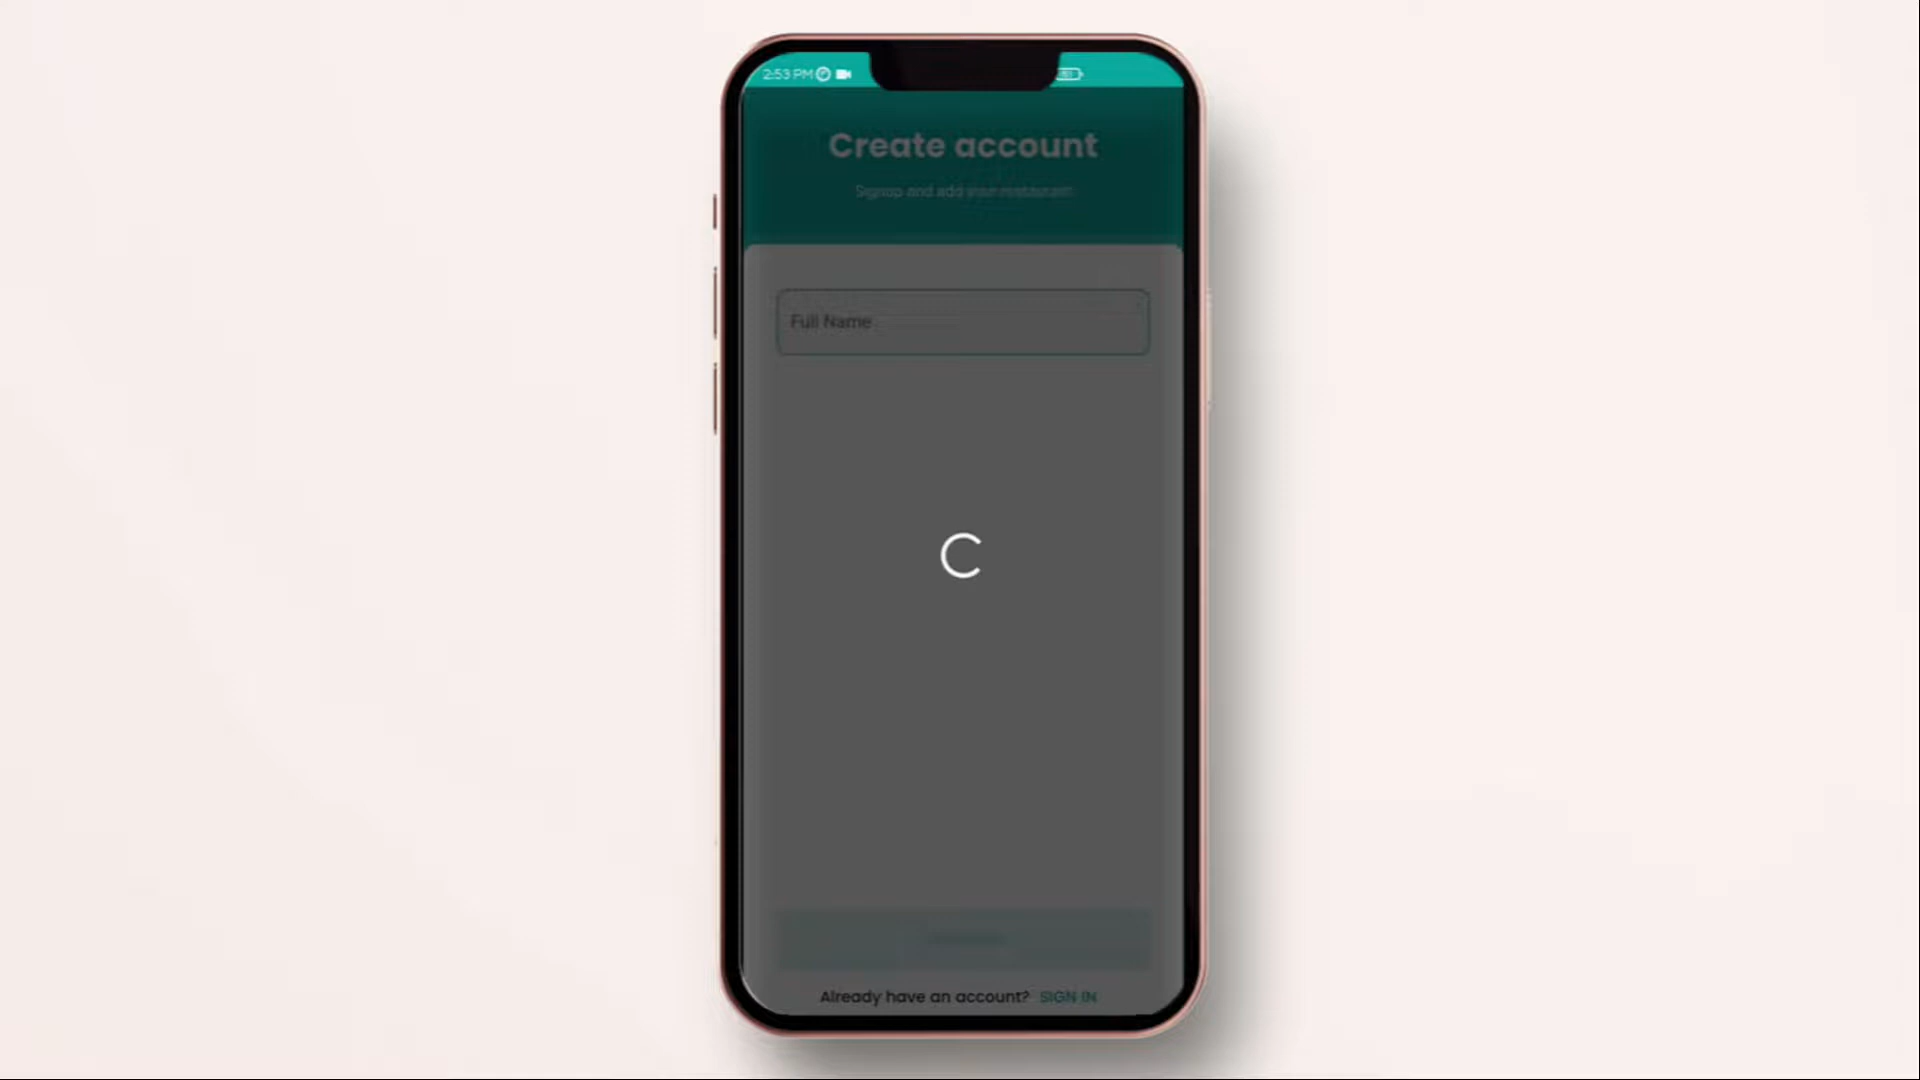 2:53 PM
Create account
Signup and add your restaurant
Full Name
Already have an account? SIGN IN